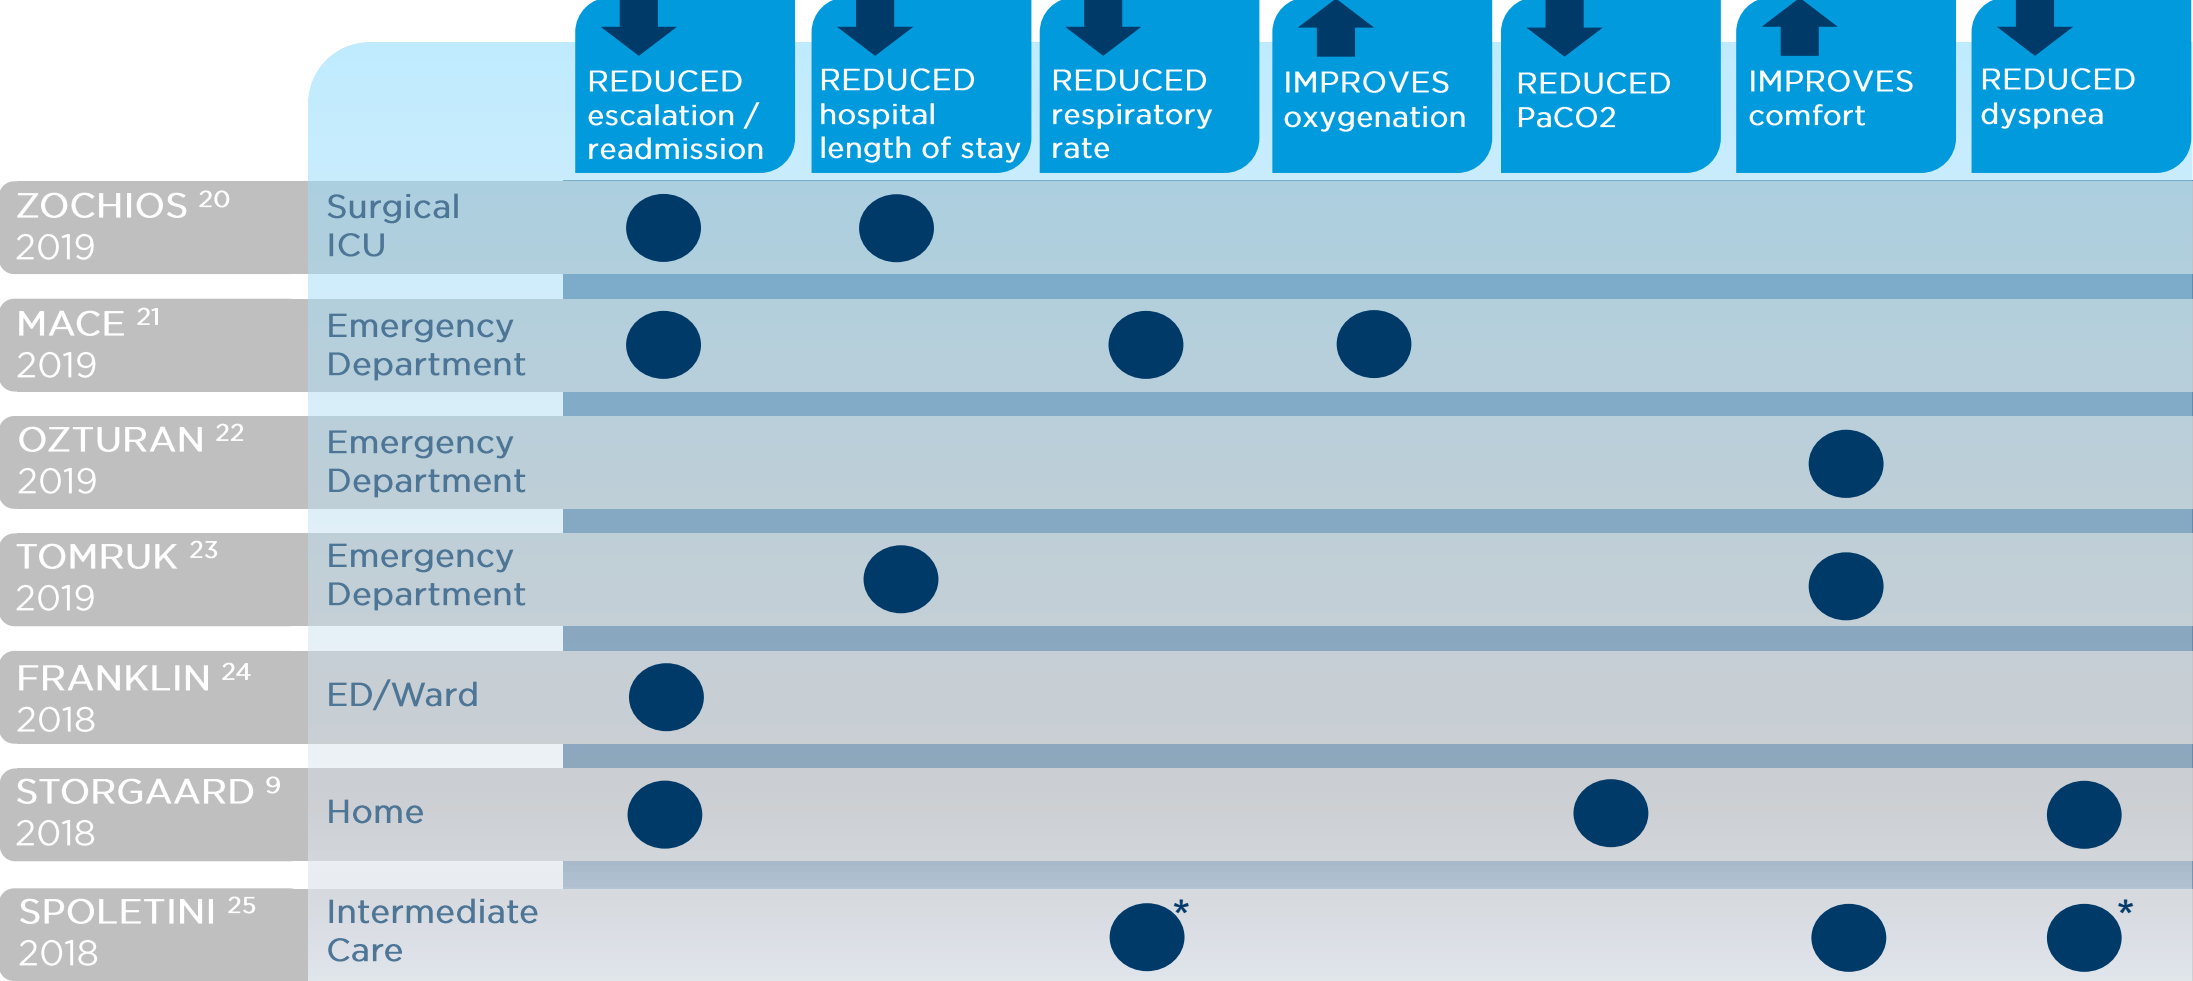 REDUCED
escalation /
readmission
REDUCED
hospital
length of stay
REDUCED
respiratory
rate
IMPROVES
oxygenation
REDUCED
PaCO2
IMPROVES
comfort
REDUCED
dyspnea
ZOCHIOS 20
2019
Surgical
ICU
MACE 21
2019
Emergency
Department
OZTURAN 22
2019
Emergency
Department
TOMRUK 23
2019
Emergency
Department
FRANKLIN 24
2018
ED/Ward
STORGAARD 9
2018
Home
SPOLETINI 25
2018
Intermediate
Care
*
*